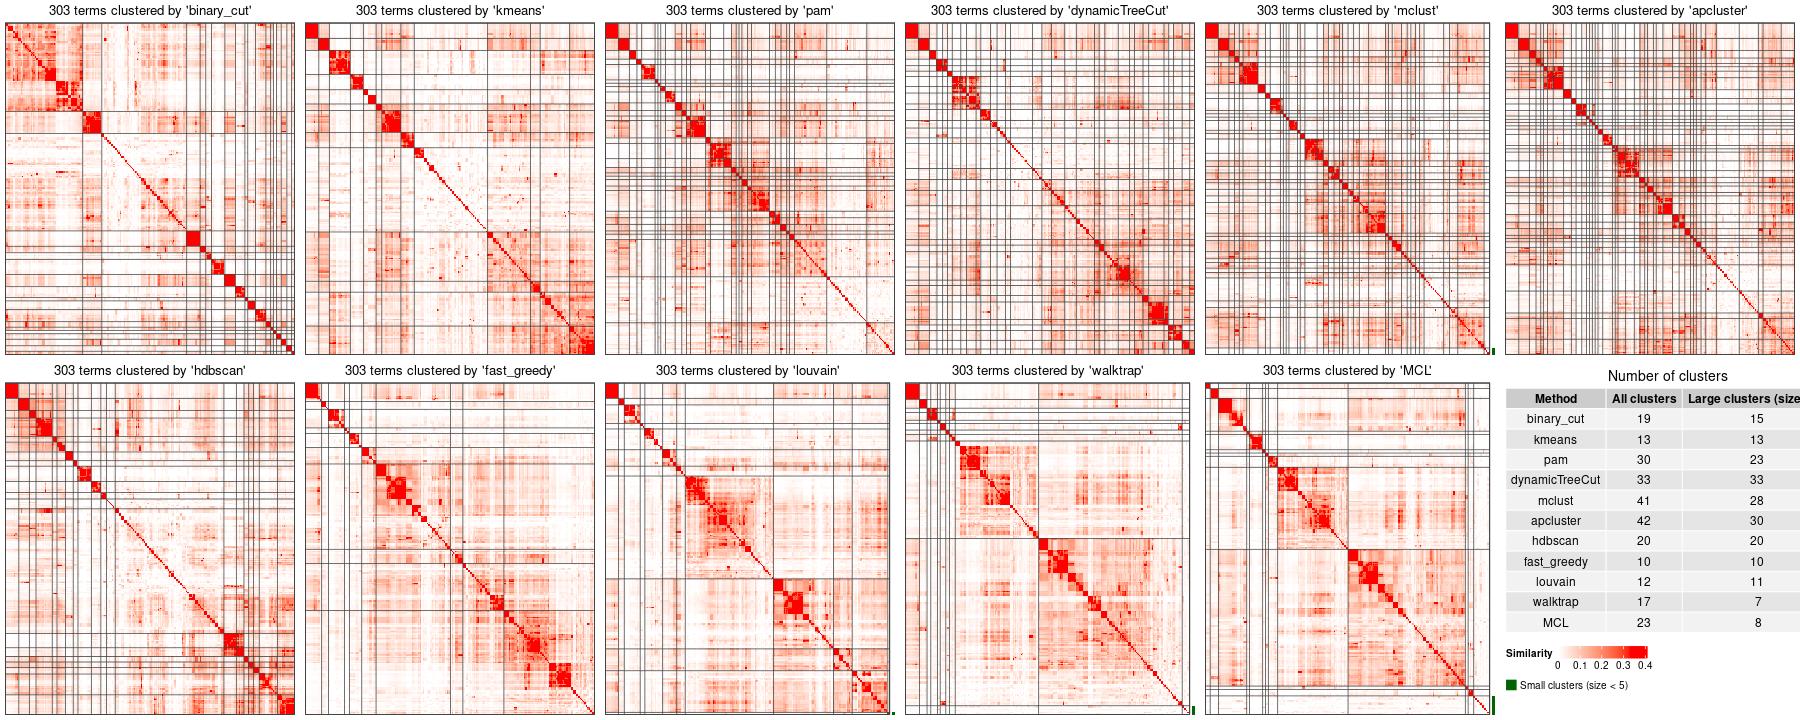 303 terms clustered by 'binary_cut'
303 terms clustered by 'kmeans'
303 terms clustered by 'pam'
303 terms clustered by 'dynamicTreeCut'
303 terms clustered by 'mclust'
303 terms clustered by 'apcluster'
303 terms clustered by 'hdbscan'
303 terms clustered by 'fast_greedy'
303 terms clustered by 'louvain'
303 terms clustered by 'walktrap'
303 terms clustered by 'MCL'
Number of clusters
Method All clusters Large clusters (size
binary_cut 19 15
kmeans 13 13
pam 30 23
dynamicTreeCut 33 33
mclust 41 28
apcluster 42 30
hdbscan 20 20
fast_greedy 10 10
louvain 12 11
walktrap 17 7
MCL 23 8
Similarity
0 0.1 0.2 0.3 0.4
Small clusters (size < 5)